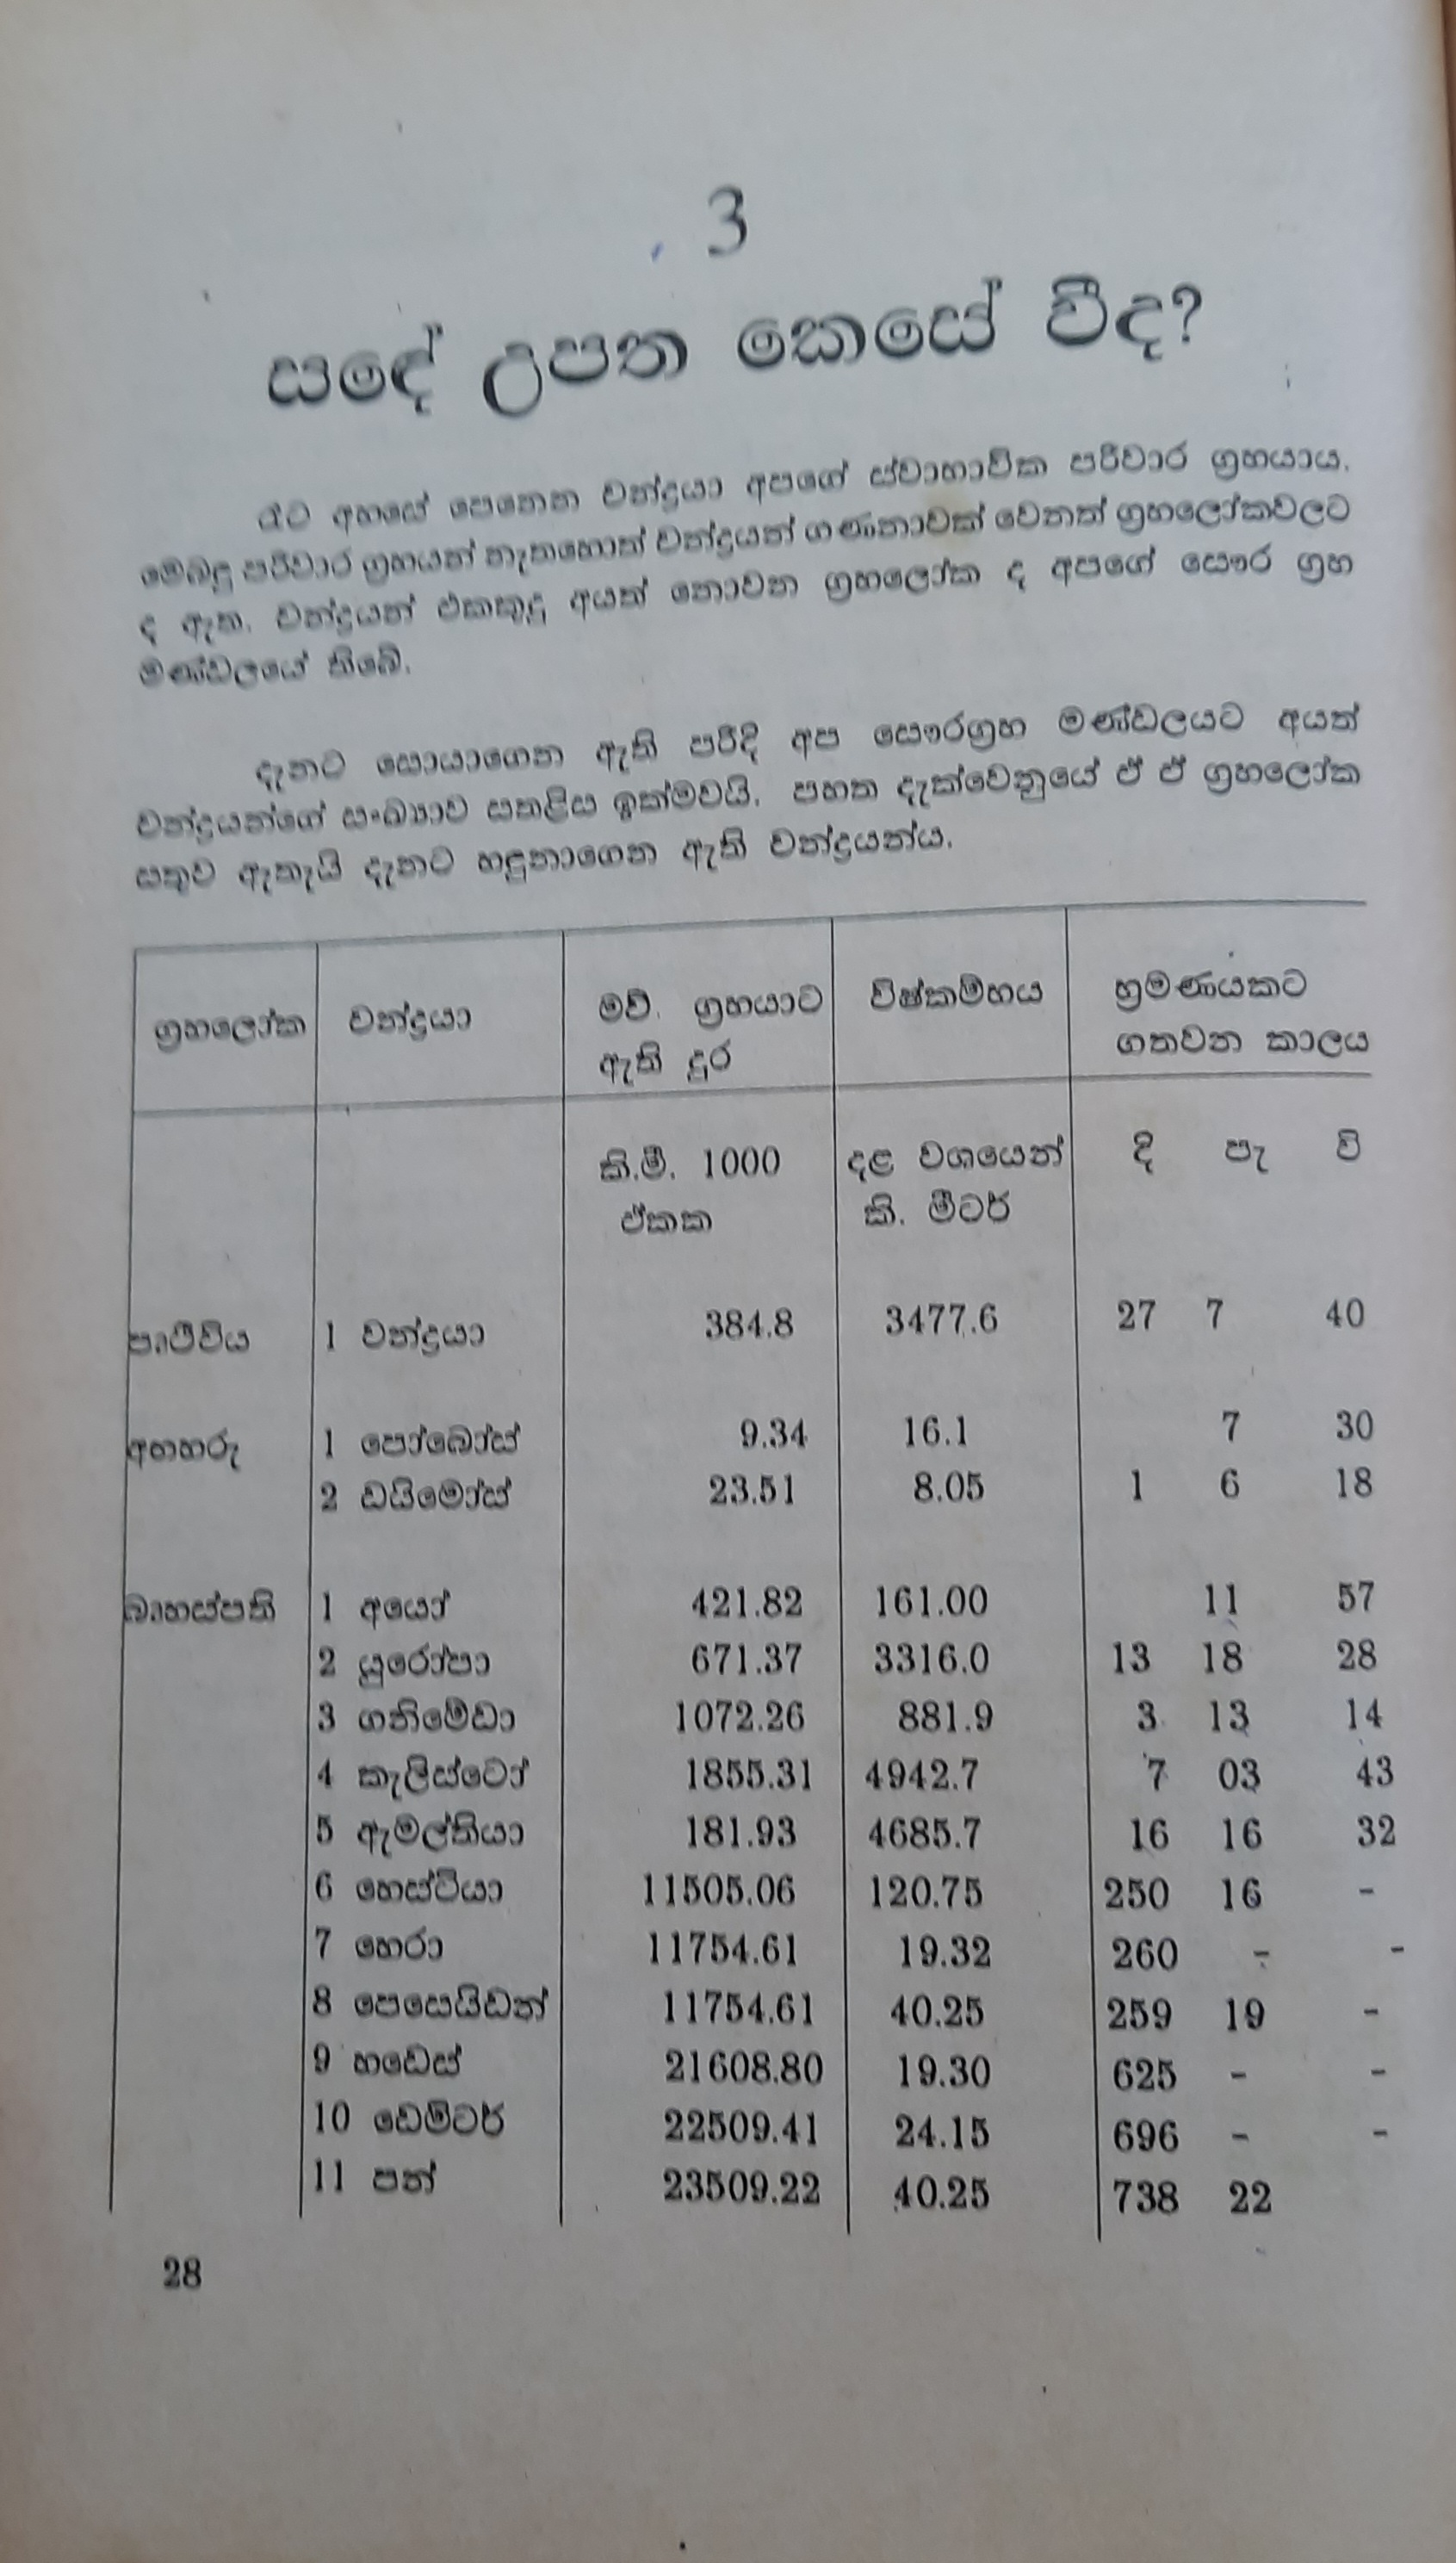 3
සඳේ උපත කෙසේ වීද?
රෑට අහසේ පෙනෙන චන්ද්‍රයා අපගේ ස්වාභාවික පරිවාර ග්‍රහයාය.
මෙබඳු පරිවාර ග්‍රහයන් නැතහොත් චන්ද්‍රයන් ගණනාවක් වෙනත් ග්‍රහලෝකවලට
ද ඇත. චන්ද්‍රයන් එකකුදු අයත් නොවන ග්‍රහලෝක ද අපගේ සෞර ග්‍රහ
මණ්ඩලයේ තිබේ.
දැනට සොයාගෙන ඇති පරිදි අප සෞරග්‍රහ මණ්ඩලයට අයත්
චන්ද්‍රයන්ගේ සංඛ්‍යාව සතළිස ඉක්මවයි. පහත දැක්වෙනුයේ ඒ ඒ ග්‍රහලෝක
සතුව ඇතැයි දැනට හඳුනාගෙන ඇති චන්ද්‍රයන්ය.
ග්‍රහලෝක චන්ද්‍රයා මව් ග්‍රහයාට විෂ්කම්භය භ්‍රමණයකට
ඇති දුර ගතවන කාලය
කි.මී. 1000 දළ වශයෙන් දි පැ වි
ඒකක කි. මීටර්
පෘථිවිය 1 චන්ද්‍රයා 384.8 3477.6 27 7 40
අඟහරු 1 පෝබෝස් 9.34 16.1 7 30
2 ඩයිමෝස් 23.51 8.05 1 6 18
බෘහස්පති 1 අයෝ 421.82 161.00 11 57
2 යුරෝපා 671.37 3316.0 13 18 28
3 ගනිමේඩා 1072.26 881.9 3 13 14
4 කැලිස්ටෝ 1855.31 4942.7 7 03 43
5 ඇමල්තියා 181.93 4685.7 16 16 32
6 හෙස්ටියා 11505.06 120.75 250 16 -
7 හෙරා 11754.61 19.32 260 - -
8 පෙසෙයිඩන් 11754.61 40.25 259 19 -
9 හඩෙස් 21608.80 19.30 625 - -
10 ඩෙමිටර් 22509.41 24.15 696 - -
11 පන් 23509.22 40.25 738 22
28